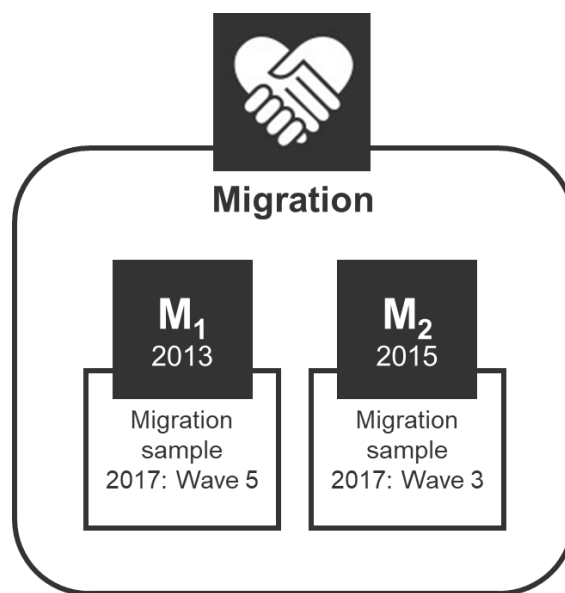 Migration
M₁
2013
Migration
sample
2017: Wave 5
M₂
2015
Migration
sample
2017: Wave 3